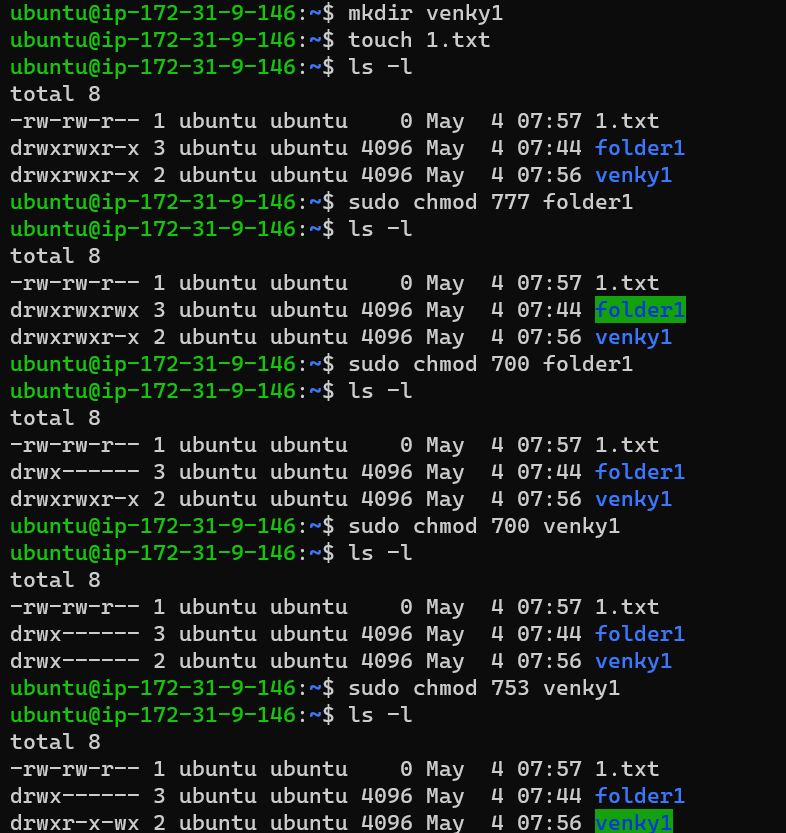 ubuntu@ip-172-31-9-146:~$ mkdir venky1
ubuntu@ip-172-31-9-146:~$ touch 1.txt
ubuntu@ip-172-31-9-146:~$ ls -l
total 8
-rw-rw-r-- 1 ubuntu ubuntu    0 May  4 07:57 1.txt
drwxrwxr-x 3 ubuntu ubuntu 4096 May  4 07:44 folder1
drwxrwxr-x 2 ubuntu ubuntu 4096 May  4 07:56 venky1
ubuntu@ip-172-31-9-146:~$ sudo chmod 777 folder1
ubuntu@ip-172-31-9-146:~$ ls -l
total 8
-rw-rw-r-- 1 ubuntu ubuntu    0 May  4 07:57 1.txt
drwxrwxrwx 3 ubuntu ubuntu 4096 May  4 07:44 folder1
drwxrwxr-x 2 ubuntu ubuntu 4096 May  4 07:56 venky1
ubuntu@ip-172-31-9-146:~$ sudo chmod 700 folder1
ubuntu@ip-172-31-9-146:~$ ls -l
total 8
-rw-rw-r-- 1 ubuntu ubuntu    0 May  4 07:57 1.txt
drwx------ 3 ubuntu ubuntu 4096 May  4 07:44 folder1
drwxrwxr-x 2 ubuntu ubuntu 4096 May  4 07:56 venky1
ubuntu@ip-172-31-9-146:~$ sudo chmod 700 venky1
ubuntu@ip-172-31-9-146:~$ ls -l
total 8
-rw-rw-r-- 1 ubuntu ubuntu    0 May  4 07:57 1.txt
drwx------ 3 ubuntu ubuntu 4096 May  4 07:44 folder1
drwx------ 2 ubuntu ubuntu 4096 May  4 07:56 venky1
ubuntu@ip-172-31-9-146:~$ sudo chmod 753 venky1
ubuntu@ip-172-31-9-146:~$ ls -l
total 8
-rw-rw-r-- 1 ubuntu ubuntu    0 May  4 07:57 1.txt
drwx------ 3 ubuntu ubuntu 4096 May  4 07:44 folder1
drwxr-x-wx 2 ubuntu ubuntu 4096 May  4 07:56 venky1